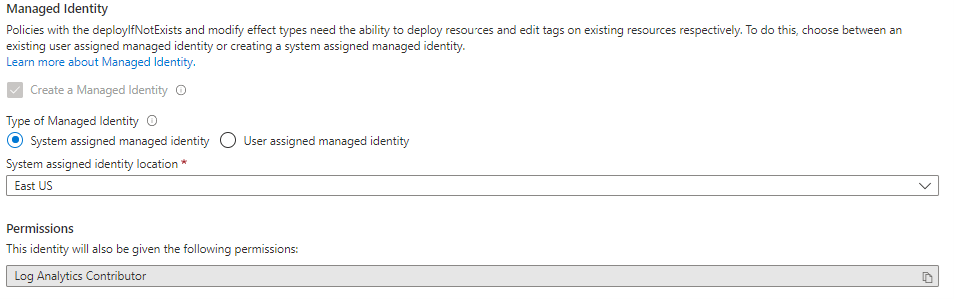 Managed Identity
Policies with the deployIfNotExists and modify effect types need the ability to deploy resources and edit tags on existing resources respectively. To do this, choose between an
existing user assigned managed identity or creating a system assigned managed identity.
Learn more about Managed Identity.
Create a Managed Identity
Type of Managed Identity
System assigned managed identity User assigned managed identity
System assigned identity location *
East US
Permissions
This identity will also be given the following permissions:
Log Analytics Contributor